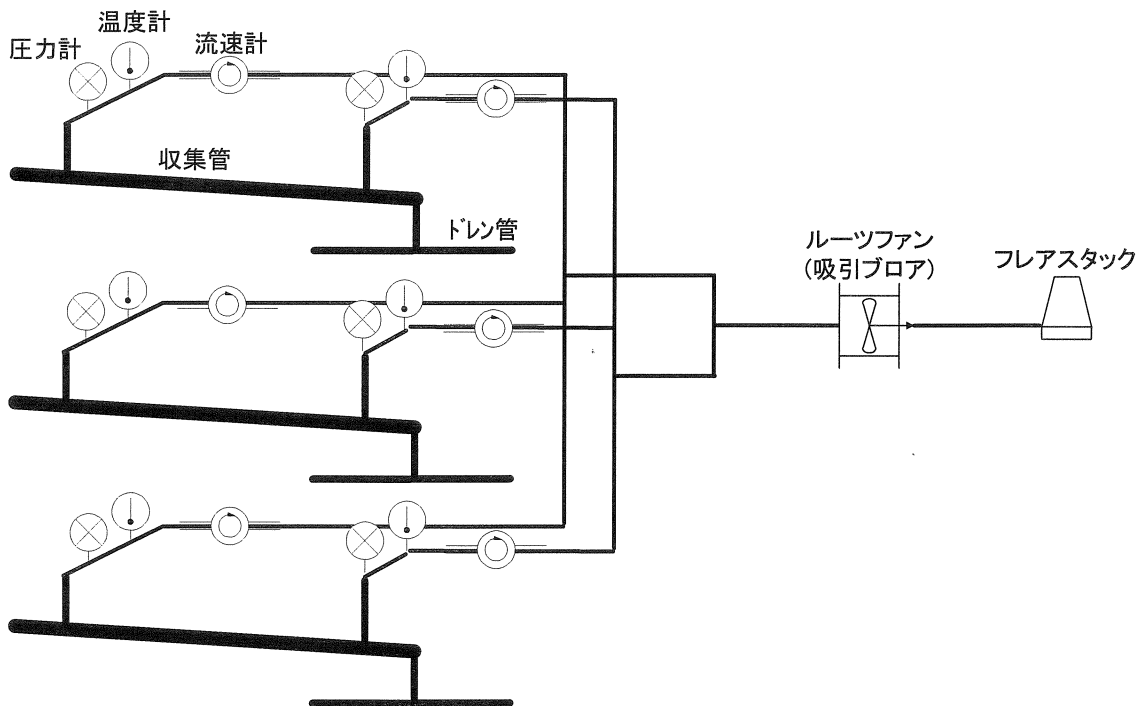 温度計
圧力計
流速計
収集管
ドレン管
ルーツファン
(吸引ブロア)
フレアスタック